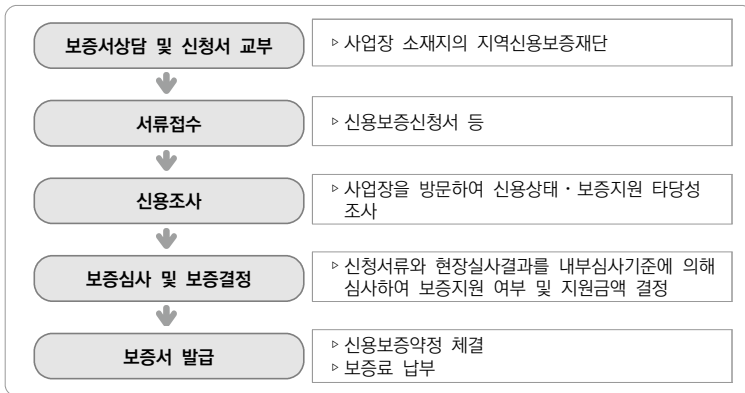 보증서상담 및 신청서 교부
▹ 사업장 소재지의 지역신용보증재단
서류접수
▹ 신용보증신청서 등
신용조사
▹ 사업장을 방문하여 신용상태・보증지원 타당성
조사
보증심사 및 보증결정
▹ 신청서류와 현장실사결과를 내부심사기준에 의해
심사하여 보증지원 여부 및 지원금액 결정
보증서 발급
▹ 신용보증약정 체결
▹ 보증료 납부